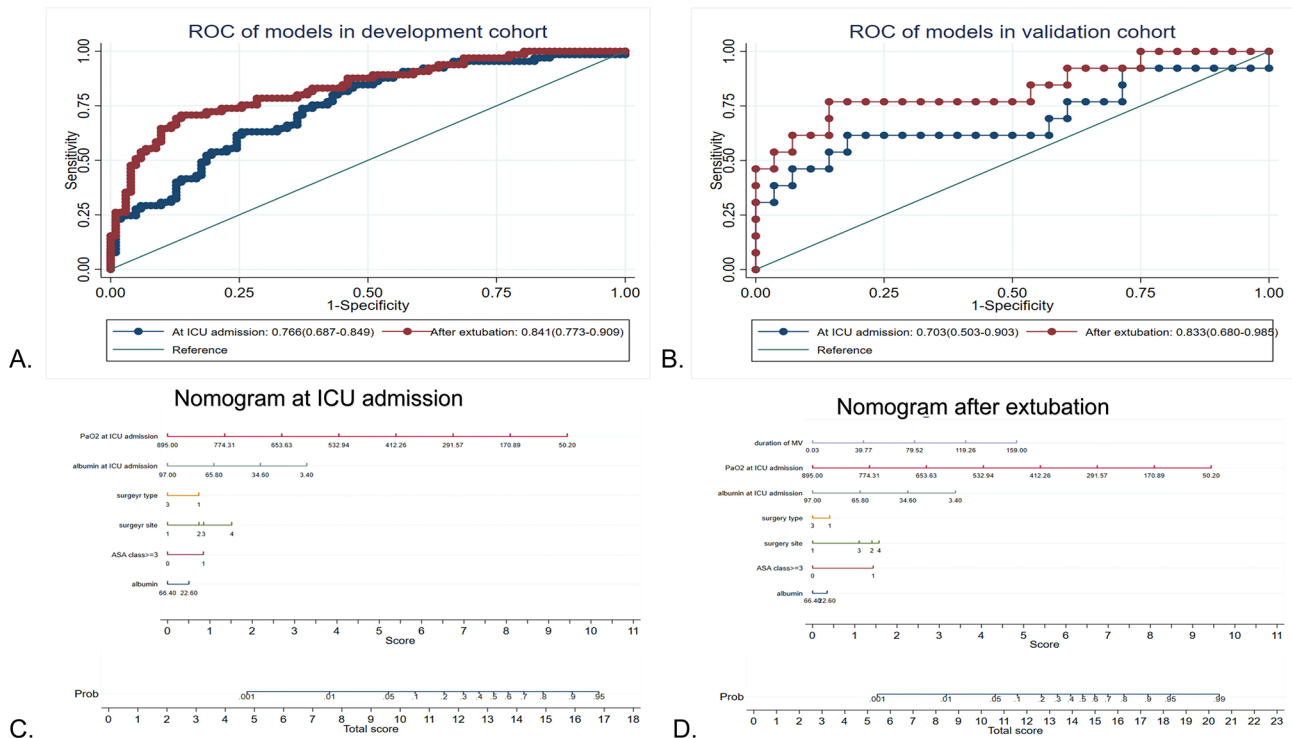 ROC of models in development cohort
Sensitivity
1.00
0.75
0.50
0.25
0.00
0.00 0.25 0.50 0.75 1.00
1-Specificity
At ICU admission: 0.766(0.687-0.849) After extubation: 0.841(0.773-0.909)
Reference
A.
ROC of models in validation cohort
Sensitivity
1.00
0.75
0.50
0.25
0.00
0.00 0.25 0.50 0.75 1.00
1-Specificity
At ICU admission: 0.703(0.503-0.903) After extubation: 0.833(0.680-0.985)
Reference
B.
Nomogram at ICU admission
PaO2 at ICU admission
895.00 774.31 653.63 532.94 412.26 291.57 170.89 50.20
albumin at ICU admission
97.00 65.80 34.60 3.40
surgeyr type
3 1
surgeyr site
1 2 3 4
ASA class>=3
0 1
albumin
66.40 22.60
0 1 2 3 4 5 6 7 8 9 10 11
Score
Prob
.001 .01 .05 .1 .2 .3 .4 .5 .6 .7 .8 .9 .95
0 1 2 3 4 5 6 7 8 9 10 11 12 13 14 15 16 17 18
Total score
C.
Nomogram after extubation
duration of MV
0.03 39.77 79.52 119.26 159.00
PaO2 at ICU admission
895.00 774.31 653.63 532.94 412.26 291.57 170.89 50.20
albumin at ICU admission
97.00 65.80 34.60 3.40
surgery type
3 1
surgery site
1 3 2 4
ASA class>=3
0 1
albumin
66.40 22.60
0 1 2 3 4 5 6 7 8 9 10 11
Score
Prob
.001 .01 .05 .1 .2 .3 .4 .5 .6 .7 .8 .9 .95 .99
0 1 2 3 4 5 6 7 8 9 10 11 12 13 14 15 16 17 18 19 20 21 22 23
Total score
D.